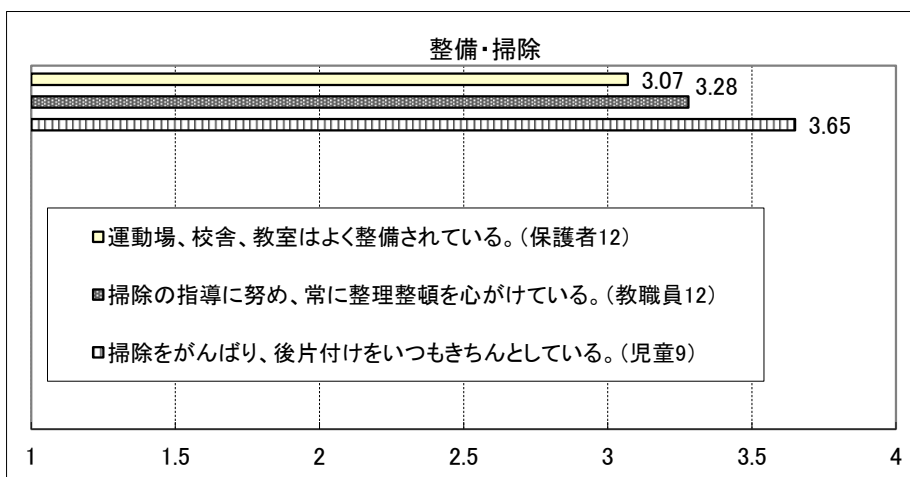 整備・掃除
3.07
3.28
3.65
運動場、校舎、教室はよく整備されている。（保護者12）
掃除の指導に努め、常に整理整頓を心がけている。（教職員12）
掃除をがんばり、後片付けをいつもきちんとしている。（児童9）
1 1.5 2 2.5 3 3.5 4